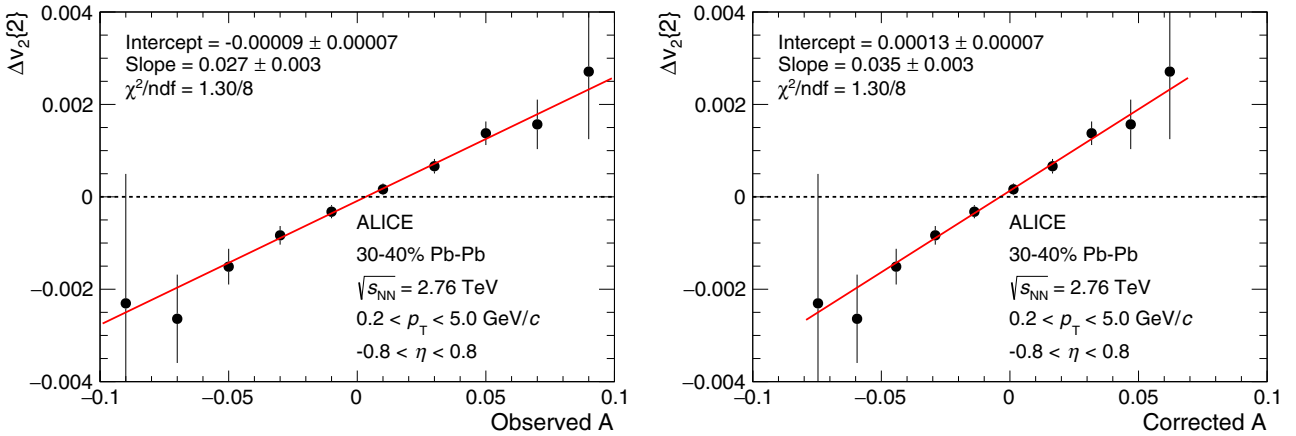 Δv₂{2}
0.004
0.002
0
−0.002
−0.004
Intercept = -0.00009 ± 0.00007
Slope = 0.027 ± 0.003
χ²/ndf = 1.30/8
ALICE
30-40% Pb-Pb
√s_NN = 2.76 TeV
0.2 < p_T < 5.0 GeV/c
-0.8 < η < 0.8
−0.1 −0.05 0 0.05 0.1
Observed A
Δv₂{2}
0.004
0.002
0
−0.002
−0.004
Intercept = 0.00013 ± 0.00007
Slope = 0.035 ± 0.003
χ²/ndf = 1.30/8
ALICE
30-40% Pb-Pb
√s_NN = 2.76 TeV
0.2 < p_T < 5.0 GeV/c
-0.8 < η < 0.8
−0.1 −0.05 0 0.05 0.1
Corrected A